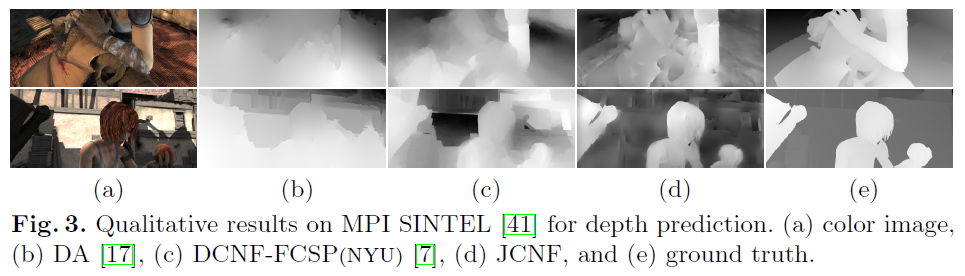 (a) (b) (c) (d) (e)
Fig. 3. Qualitative results on MPI SINTEL [41] for depth prediction. (a) color image,
(b) DA [17], (c) DCNF-FCSP(NYU) [7], (d) JCNF, and (e) ground truth.